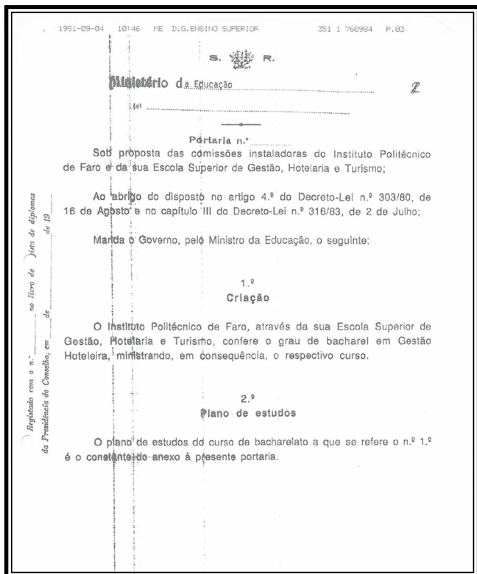 1991-09-04 10:46 ME D.G.ENSINO SUPERIOR 351 1 760984 P.03
S. R.
Ministério da Educação
2
Portaria n.º
Sob proposta das comissões instaladoras do Instituto Politécnico
de Faro e da sua Escola Superior de Gestão, Hotelaria e Turismo;
Ao abrigo do disposto no artigo 4.º do Decreto-Lei n.º 303/80, de
16 de Agosto e no capítulo III do Decreto-Lei n.º 316/83, de 2 de Julho;
Manda o Governo, pelo Ministro da Educação, o seguinte:
1.º
Criação
O Instituto Politécnico de Faro, através da sua Escola Superior de
Gestão, Hotelaria e Turismo, confere o grau de bacharel em Gestão
Hoteleira, ministrando, em consequência, o respectivo curso.
2.º
Plano de estudos
O plano de estudos do curso de bacharelato a que se refere o n.º 1.º
é o constante do anexo à presente portaria.
Registado com o n.º no livro de registo de diplomas
da Presidência do Conselho, em de de 19